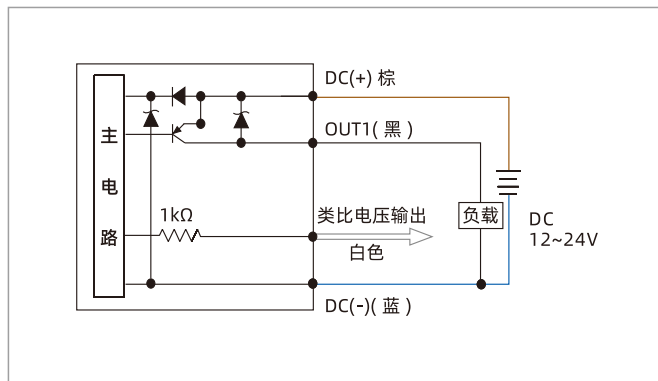 DC(+) 棕
主电路
OUT1( 黑 )
1kΩ
类比电压输出
白色
负载
DC
12~24V
DC(-)( 蓝 )